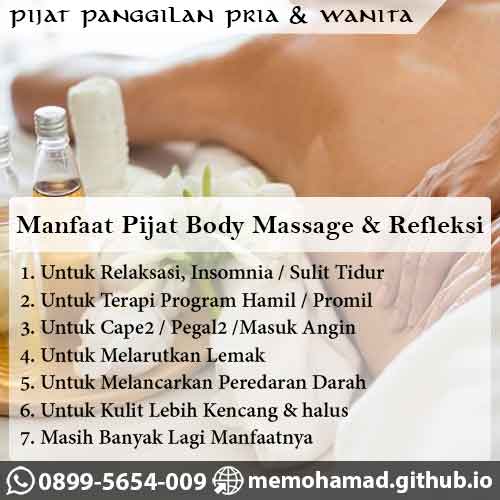 Pijat Panggilan Pria & Wanita
Manfaat Pijat Body Massage & Refleksi
1. Untuk Relaksasi, Insomnia / Sulit Tidur
2. Untuk Terapi Program Hamil / Promil
3. Untuk Cape2 / Pegal2 /Masuk Angin
4. Untuk Melarutkan Lemak
5. Untuk Melancarkan Peredaran Darah
6. Untuk Kulit Lebih Kencang & halus
7. Masih Banyak Lagi Manfaatnya
0899-5654-009 memohamad.github.io